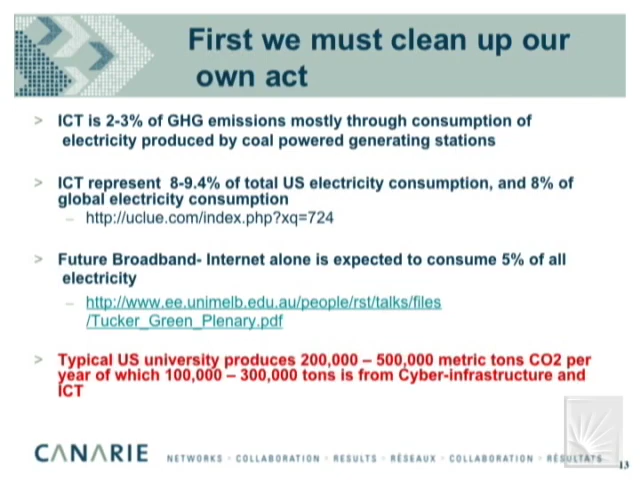 First we must clean up our
own act
> ICT is 2-3% of GHG emissions mostly through consumption of
electricity produced by coal powered generating stations
> ICT represent 8-9.4% of total US electricity consumption, and 8% of
global electricity consumption
– http://uclue.com/index.php?xq=724
> Future Broadband- Internet alone is expected to consume 5% of all
electricity
– http://www.ee.unimelb.edu.au/people/rst/talks/files
/Tucker_Green_Plenary.pdf
> Typical US university produces 200,000 – 500,000 metric tons CO2 per
year of which 100,000 – 300,000 tons is from Cyber-infrastructure and
ICT
CANARIE NETWORKS · COLLABORATION · RESULTS · RÉSEAUX · COLLABORATION · RÉSULTATS
13